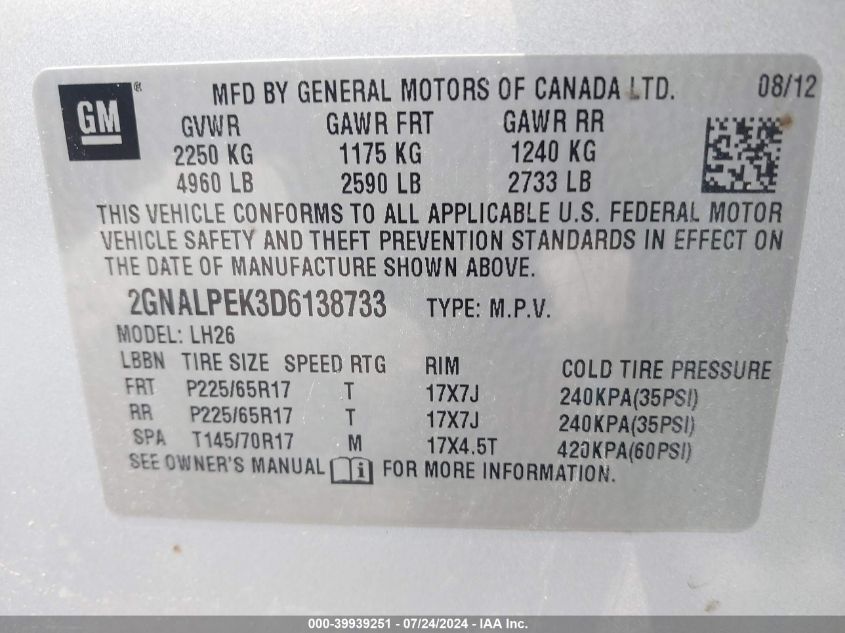 GM ® MFD BY GENERAL MOTORS OF CANADA LTD. 08/12
GVWR GAWR FRT GAWR RR
2250 KG 1175 KG 1240 KG
4960 LB 2590 LB 2733 LB
THIS VEHICLE CONFORMS TO ALL APPLICABLE U.S. FEDERAL MOTOR
VEHICLE SAFETY AND THEFT PREVENTION STANDARDS IN EFFECT ON
THE DATE OF MANUFACTURE SHOWN ABOVE.
2GNALPEK3D6138733 TYPE: M.P.V.
MODEL: LH26
LBBN TIRE SIZE SPEED RTG RIM COLD TIRE PRESSURE
FRT P225/65R17 T 17X7J 240KPA(35PSI)
RR P225/65R17 T 17X7J 240KPA(35PSI)
SPA T145/70R17 M 17X4.5T 420KPA(60PSI)
SEE OWNER'S MANUAL i FOR MORE INFORMATION.
000-39939251 - 07/24/2024 - IAA Inc.